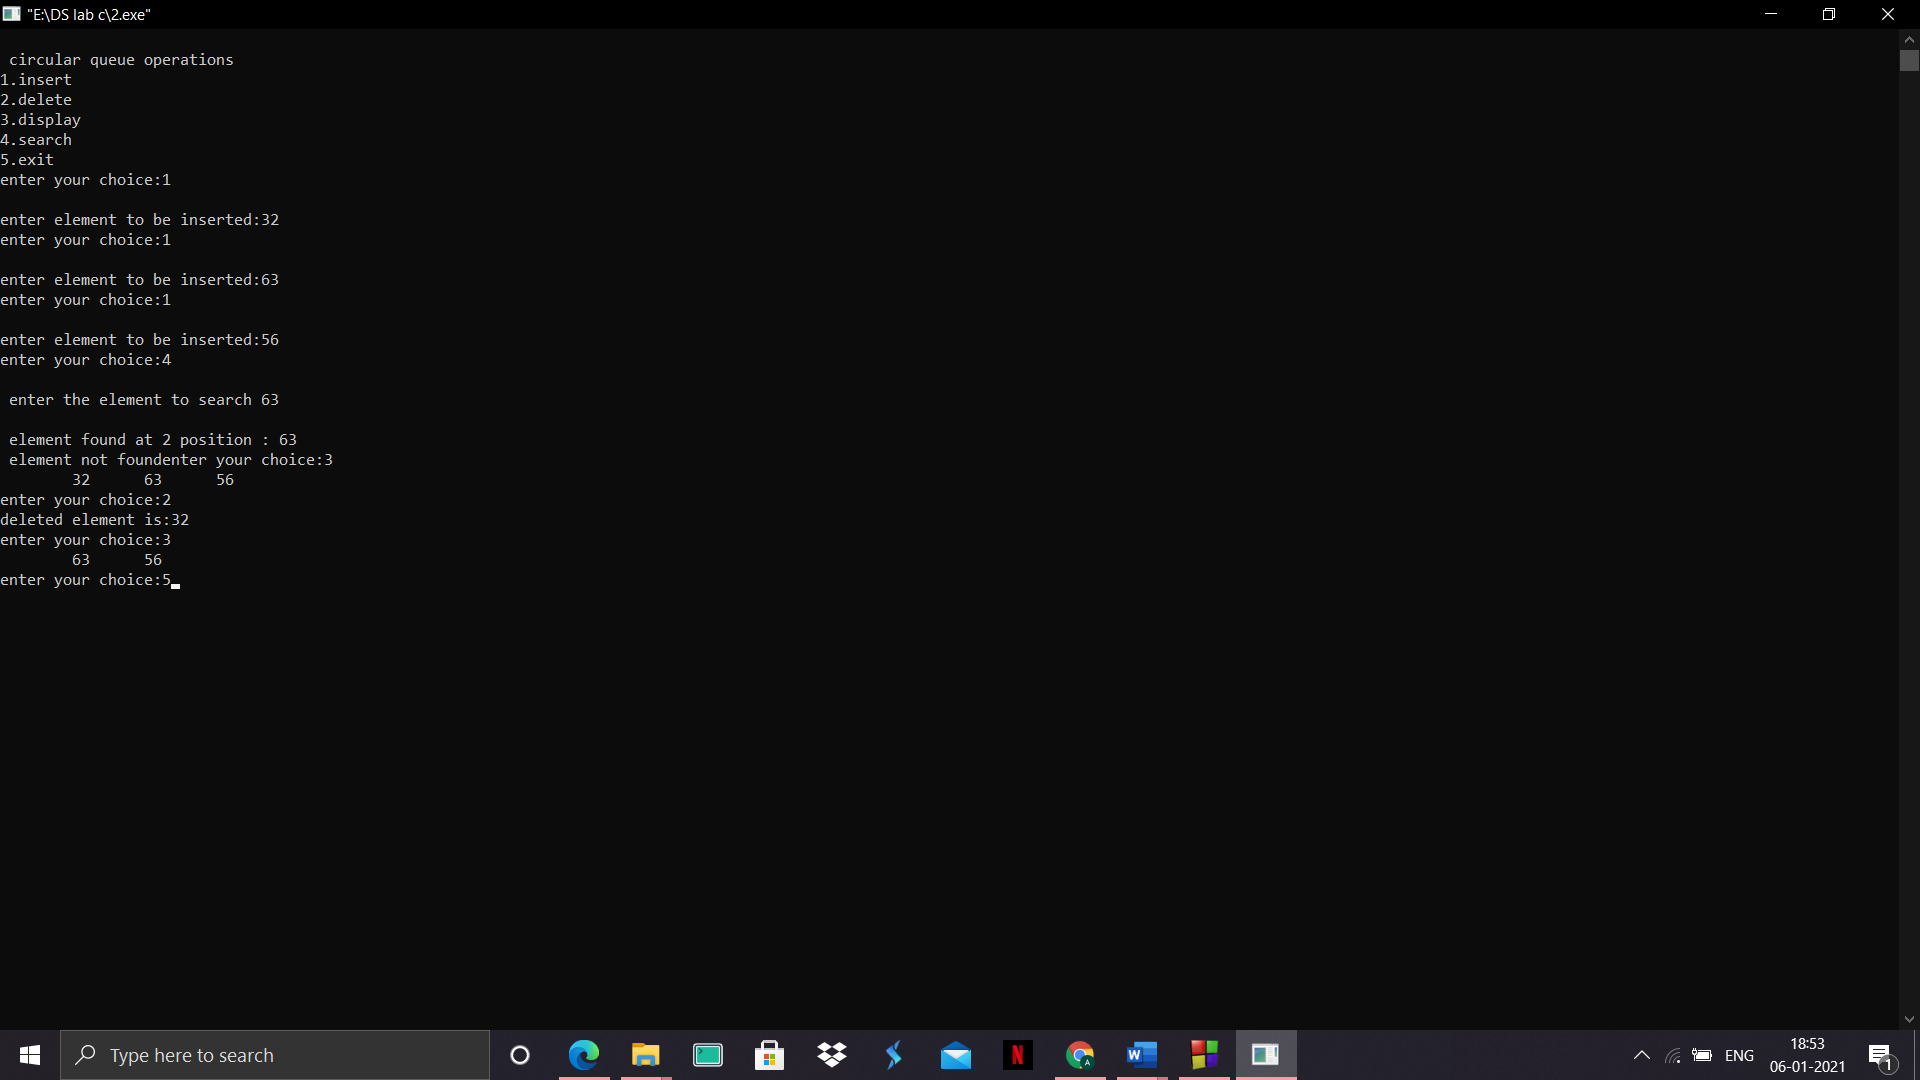 "E:\DS lab c\2.exe"
circular queue operations
1.insert
2.delete
3.display
4.search
5.exit
enter your choice:1
enter element to be inserted:32
enter your choice:1
enter element to be inserted:63
enter your choice:1
enter element to be inserted:56
enter your choice:4
enter the element to search 63
element found at 2 position : 63
element not foundenter your choice:3
32 63 56
enter your choice:2
deleted element is:32
enter your choice:3
63 56
enter your choice:5
Type here to search
N
A
W
ENG
18:53
06-01-2021
1